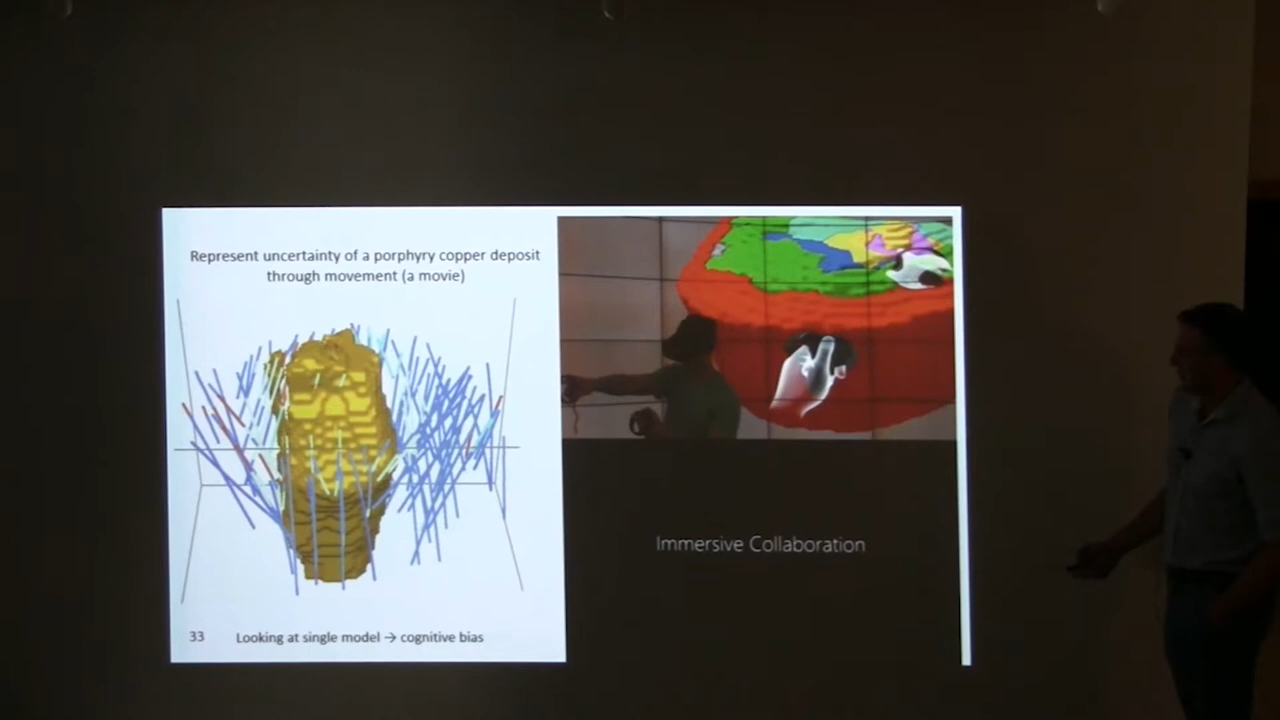 Represent uncertainty of a porphyry copper deposit
through movement (a movie)
33 Looking at single model → cognitive bias
Immersive Collaboration